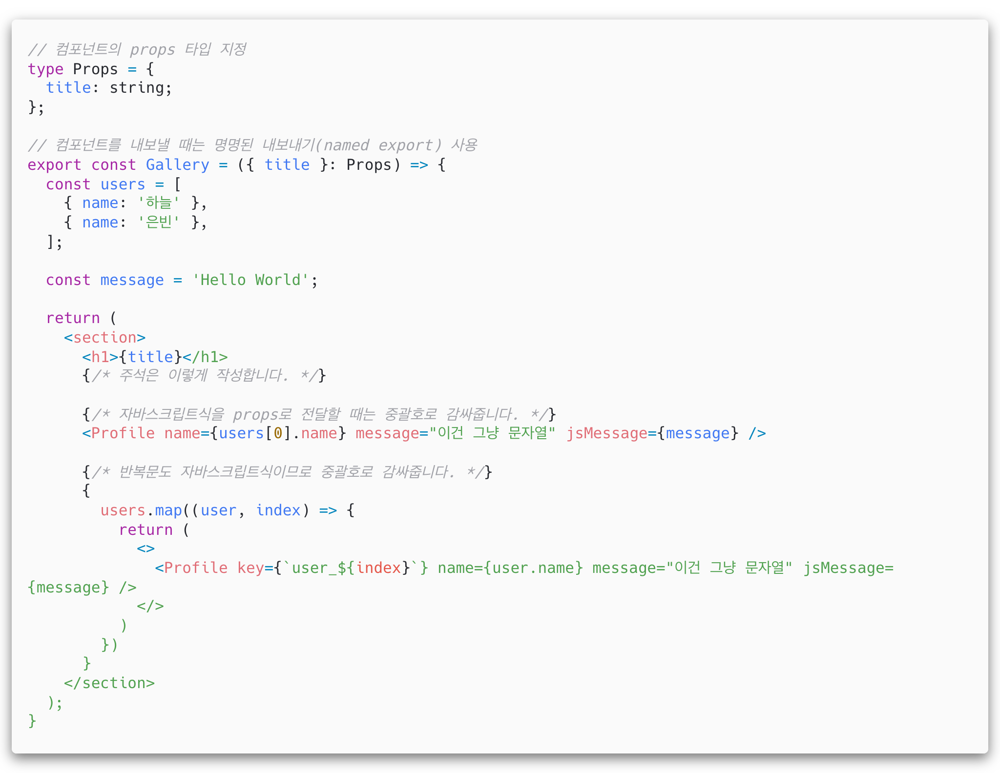 // 컴포넌트의 props 타입 지정
type Props = {
  title: string;
};

// 컴포넌트를 내보낼 때는 명명된 내보내기(named export) 사용
export const Gallery = ({ title }: Props) => {
  const users = [
    { name: '하늘' },
    { name: '은빈' },
  ];

  const message = 'Hello World';

  return (
    <section>
      <h1>{title}</h1>
      {/* 주석은 이렇게 작성합니다. */}

      {/* 자바스크립트식을 props로 전달할 때는 중괄호로 감싸줍니다. */}
      <Profile name={users[0].name} message="이건 그냥 문자열" jsMessage={message} />

      {/* 반복문도 자바스크립트식이므로 중괄호로 감싸줍니다. */}
      {
        users.map((user, index) => {
          return (
            <>
              <Profile key={`user_${index}`} name={user.name} message="이건 그냥 문자열" jsMessage=
{message} />
            </>
          )
        })
      }
    </section>
  );
}